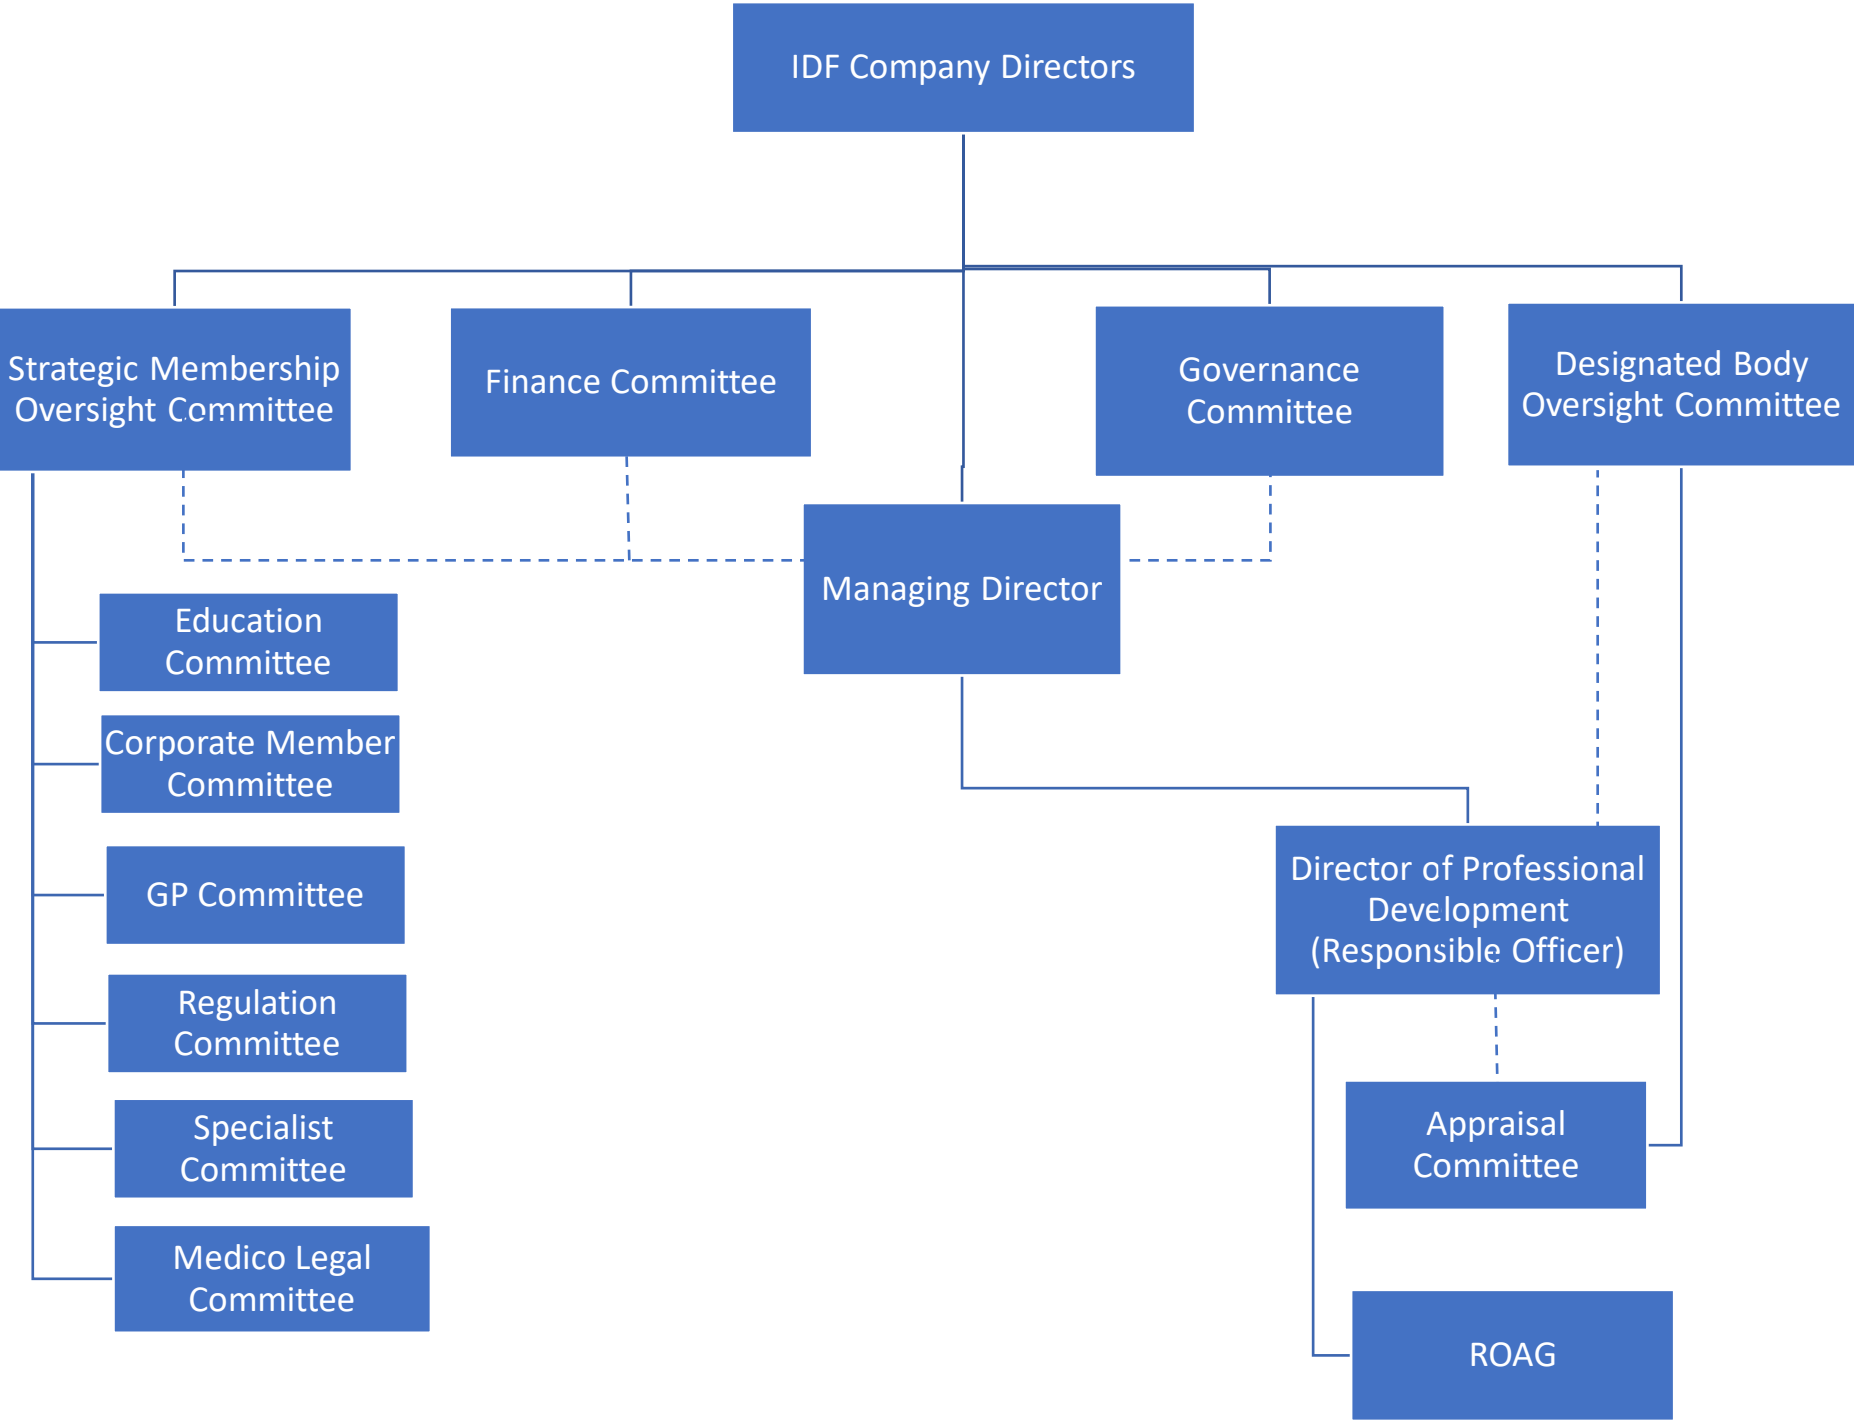 IDF Company Directors
Strategic Membership
Oversight Committee
Finance Committee
Governance
Committee
Designated Body
Oversight Committee
Managing Director
Education
Committee
Corporate Member
Committee
GP Committee
Regulation
Committee
Specialist
Committee
Medico Legal
Committee
Director of Professional
Development
(Responsible Officer)
Appraisal
Committee
ROAG